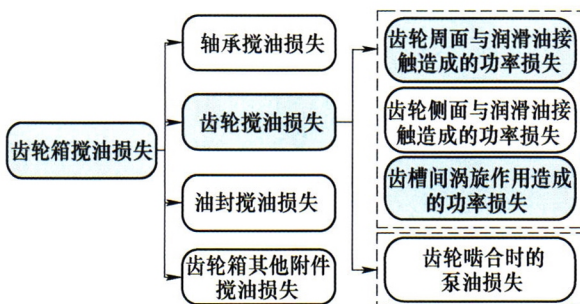 齿轮箱搅油损失
轴承搅油损失
齿轮搅油损失
油封搅油损失
齿轮箱其他附件
搅油损失
齿轮周面与润滑油接
触造成的功率损失
齿轮侧面与润滑油接
触造成的功率损失
齿槽间涡旋作用造成
的功率损失
齿轮啮合时的
泵油损失